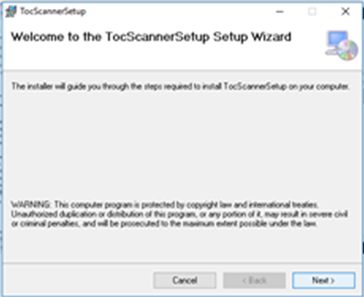 TocScannerSetup
Welcome to the TocScannerSetup Setup Wizard
The installer will guide you through the steps required to install TocScannerSetup on your computer.
WARNING: This computer program is protected by copyright law and international treaties.
Unauthorized duplication or distribution of this program, or any portion of it, may result in severe civil
or criminal penalties, and will be prosecuted to the maximum extent possible under the law.
Cancel
< Back
Next >